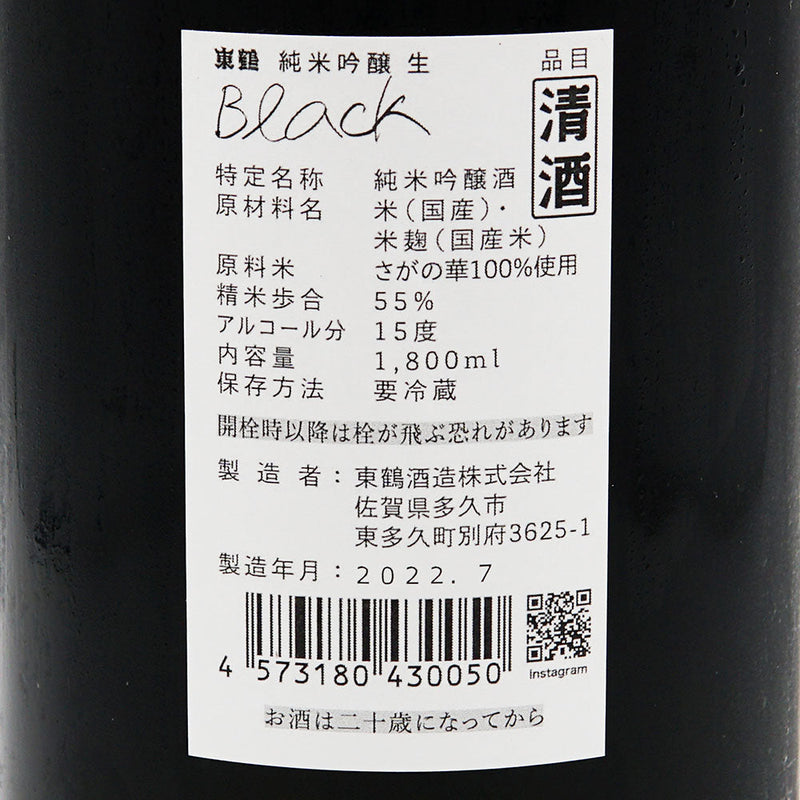 東鶴 純米吟醸 生
Black
品目
清酒
特定名称 純米吟醸酒
原材料名 米(国産)・
米麹(国産米)
原料米 さがの華100%使用
精米歩合 55%
アルコール分 15度
内容量 1,800ml
保存方法 要冷蔵
開栓時以降は栓が飛ぶ恐れがあります
製造者:東鶴酒造株式会社
佐賀県多久市
東多久町別府3625-1
製造年月:2022.7
4 573180 430050
Instagram
お酒は二十歳になってから